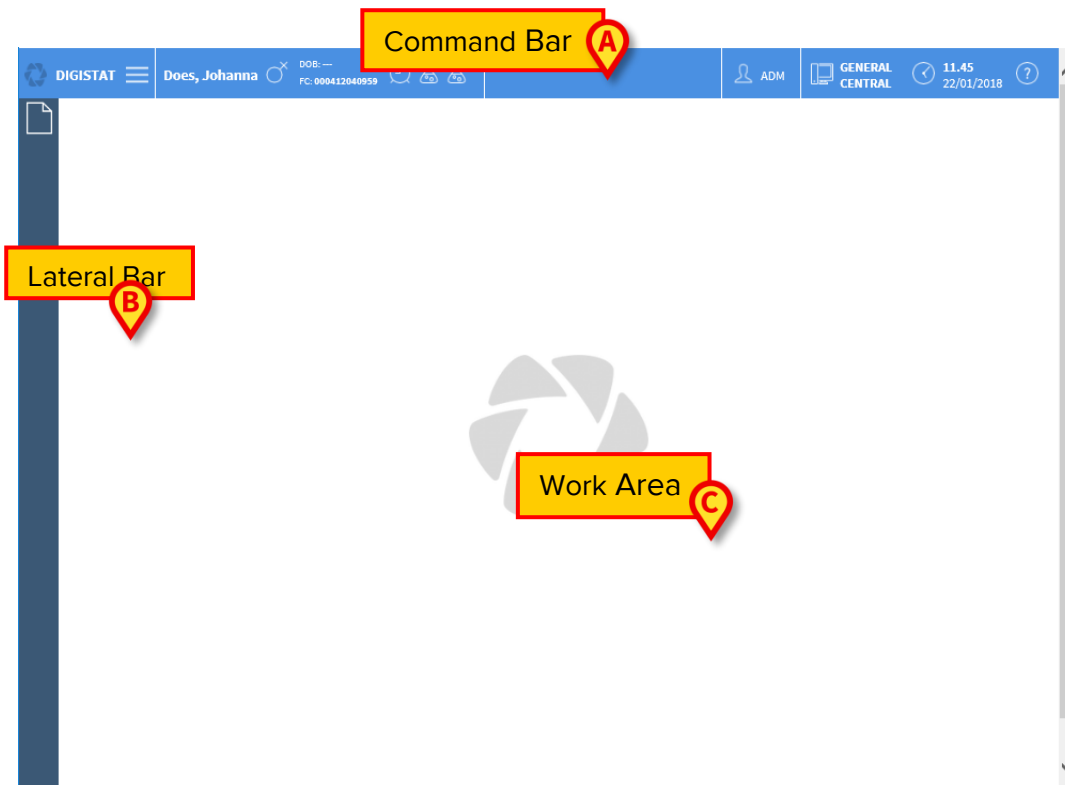 Command Bar A
DIGISTAT
Does, Johanna
DOB: ---
FC: 000412040959
ADM
GENERAL
CENTRAL
11.45
22/01/2018
?
Lateral Bar
B
Work Area
C